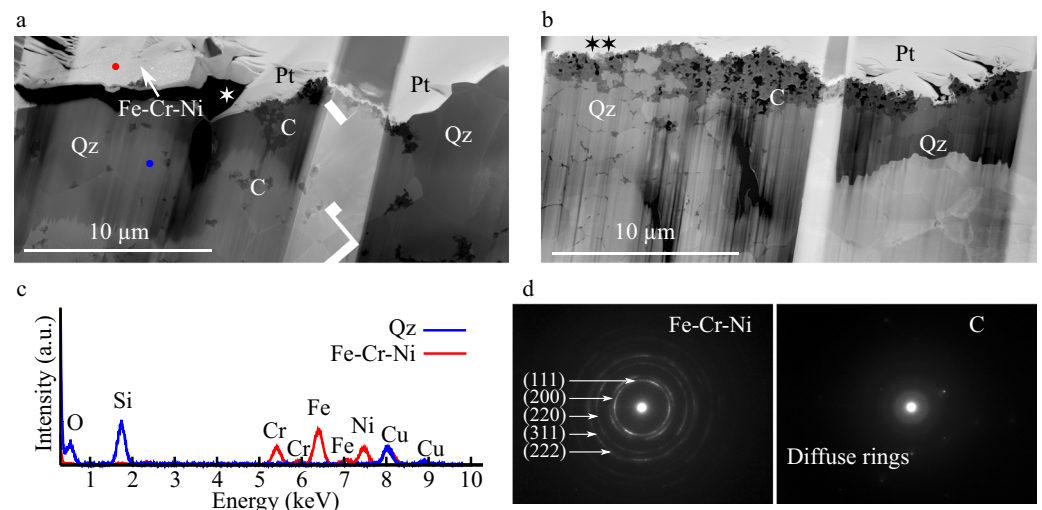 a
Pt
Pt
Fe-Cr-Ni
Qz
C
C
10 µm
b
Pt
Qz
C
Qz
10 µm
c
Intensity (a.u.)
Qz
Fe-Cr-Ni
O
Si
Cr
Cr
Fe
Fe
Ni
Cu
Cu
1 2 3 4 5 6 7 8 9 10
Energy (keV)
d
Fe-Cr-Ni
(111)
(200)
(220)
(311)
(222)
C
Diffuse rings